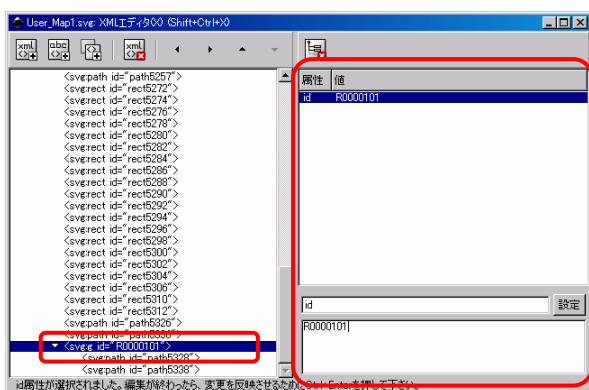 User_Map1.svg: XMLエディタ(X) (Shift+Ctrl+X)
xml abc xml
<svg:path id="path5257">
<svg:rect id="rect5272">
<svg:rect id="rect5274">
<svg:rect id="rect5276">
<svg:rect id="rect5278">
<svg:rect id="rect5280">
<svg:rect id="rect5282">
<svg:rect id="rect5284">
<svg:rect id="rect5286">
<svg:rect id="rect5288">
<svg:rect id="rect5290">
<svg:rect id="rect5292">
<svg:rect id="rect5294">
<svg:rect id="rect5296">
<svg:rect id="rect5298">
<svg:rect id="rect5300">
<svg:rect id="rect5302">
<svg:rect id="rect5304">
<svg:rect id="rect5306">
<svg:rect id="rect5310">
<svg:rect id="rect5312">
<svg:path id="path5326">
<svg:path id="path5336">
<svg:g id="R0000101">
<svg:path id="path5328">
<svg:path id="path5338">
属性 値
id R0000101
id 設定
R0000101
id属性が選択されました。編集が終わったら、変更を反映させるためにCtrl+Enterを押して下さい。